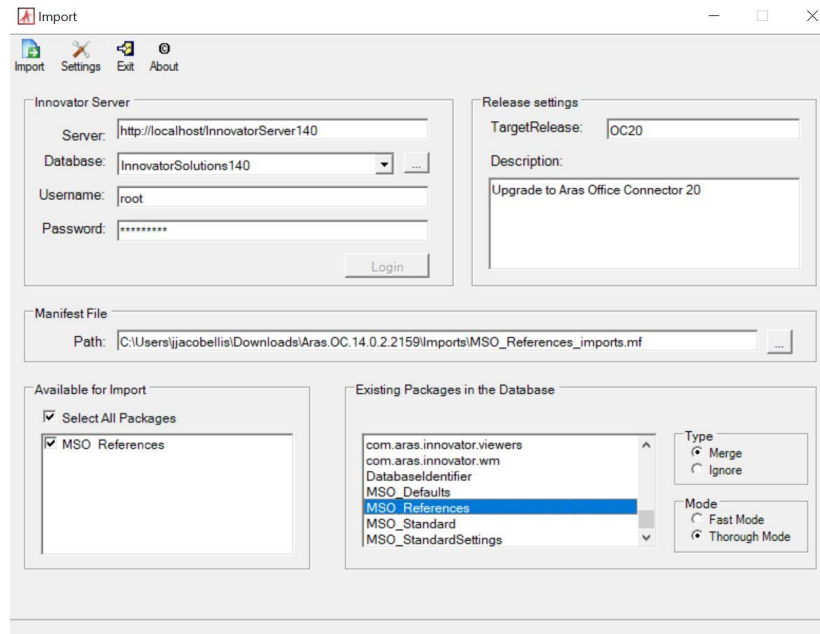 Import
Import Settings Exit About
Innovator Server
Server: http://localhost/InnovatorServer140
Database: InnovatorSolutions140 ...
Username: root
Password: *********
Login
Release settings
TargetRelease: OC20
Description:
Upgrade to Aras Office Connector 20
Manifest File
Path: C:\Users\jjacobellis\Downloads\Aras.OC.14.0.2.2159\Imports\MSO_References_imports.mf ...
Available for Import
Select All Packages
MSO_References
Existing Packages in the Database
com.aras.innovator.viewers
com.aras.innovator.wm
DatabaseIdentifier
MSO_Defaults
MSO_References
MSO_Standard
MSO_StandardSettings
Type
Merge
Ignore
Mode
Fast Mode
Thorough Mode